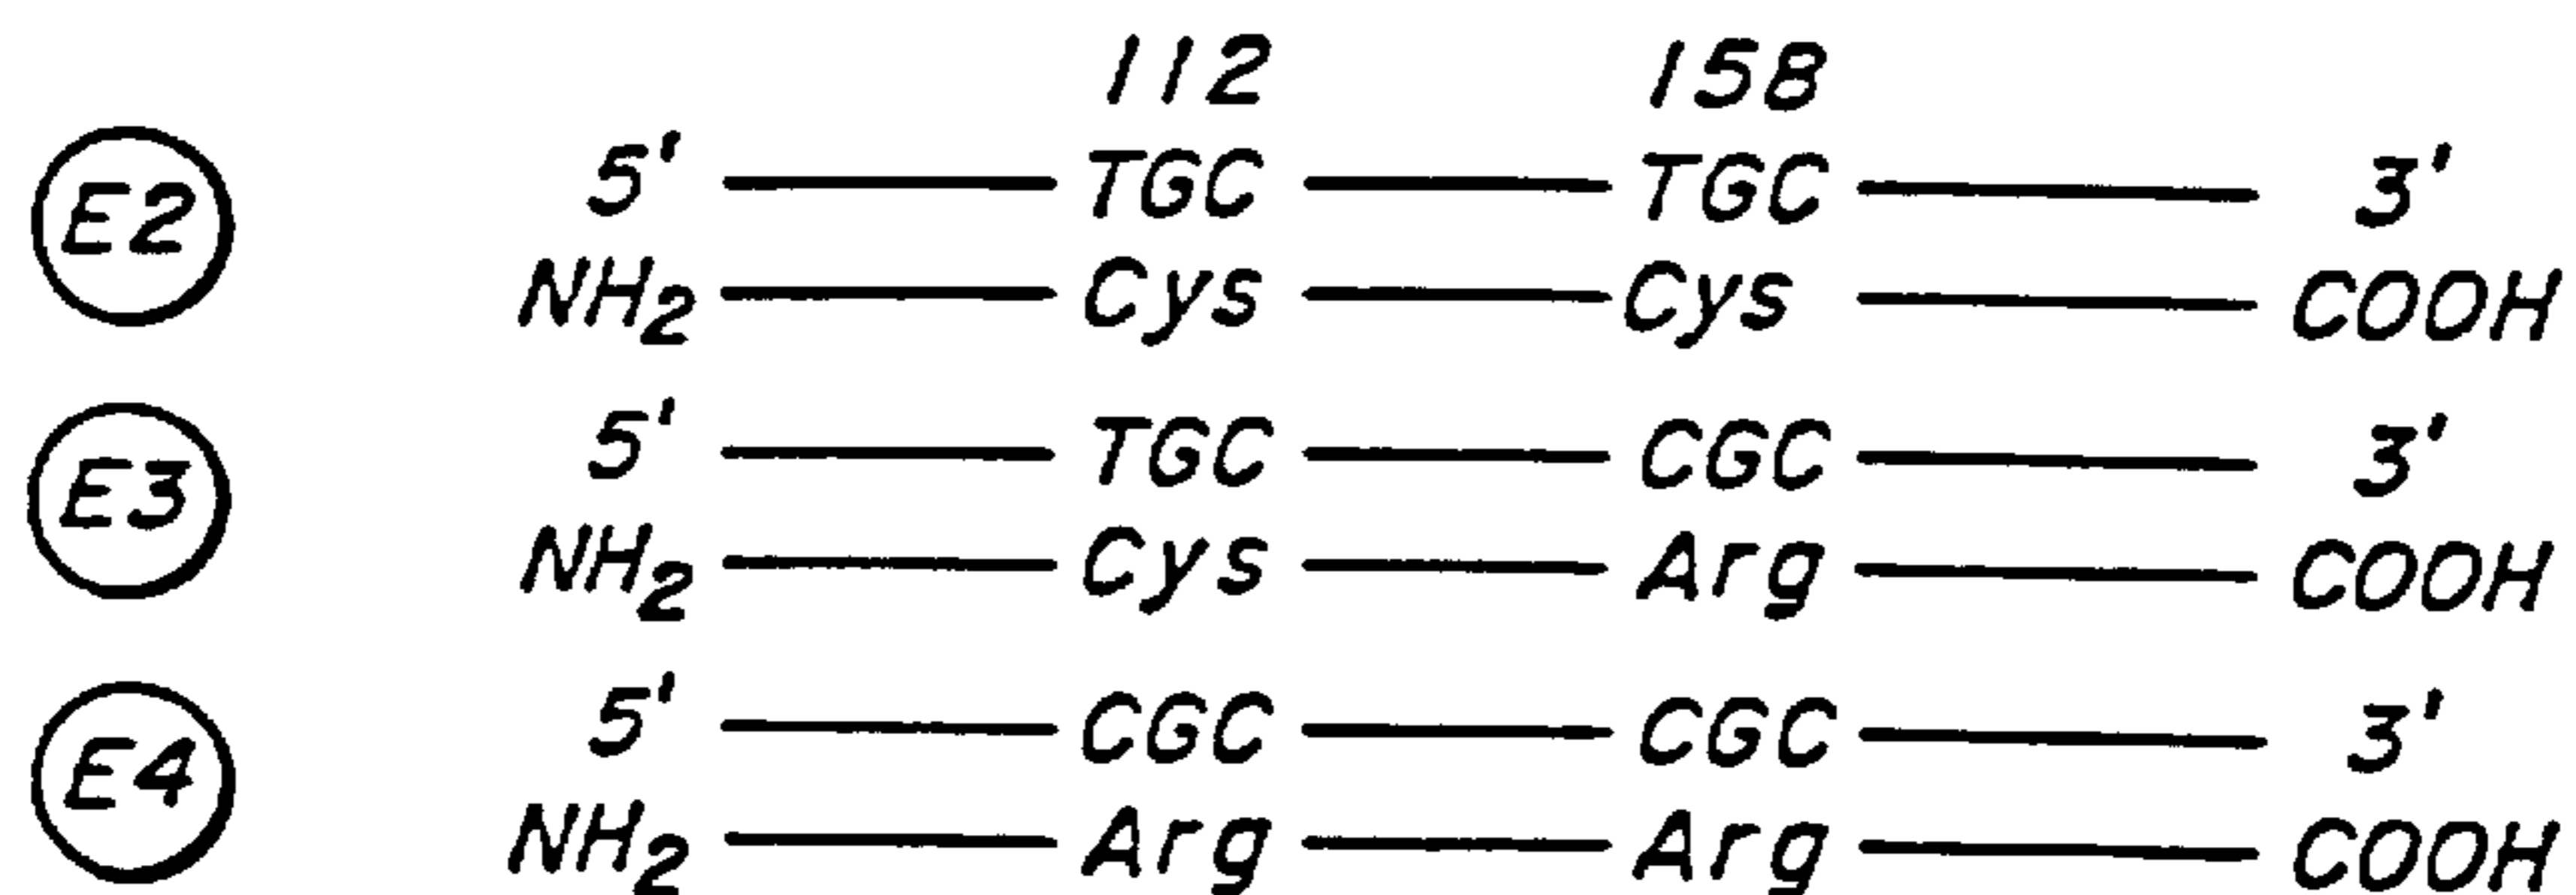 112 158
5' TGC TGC 3'
E2
NH2 Cys Cys COOH
5' TGC CGC 3'
E3
NH2 Cys Arg COOH
5' CGC CGC 3'
E4
NH2 Arg Arg COOH